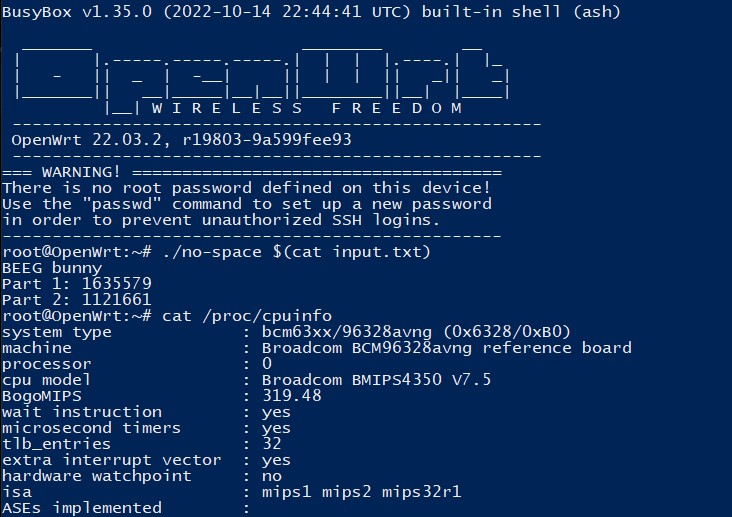 BusyBox v1.35.0 (2022-10-14 22:44:41 UTC) built-in shell (ash)
  _______                     ________        __
 |       |.-----.-----.-----.|  |  |  |.----.|  |_
 |   -   ||  _  |  -__|     ||  |  |  ||   _||   _|
 |_______||   __|_____|__|__||________||__|  |____|
          |__| W I R E L E S S   F R E E D O M
 -----------------------------------------------------
 OpenWrt 22.03.2, r19803-9a599fee93
 -----------------------------------------------------
=== WARNING! =====================================
There is no root password defined on this device!
Use the "passwd" command to set up a new password
in order to prevent unauthorized SSH logins.
--------------------------------------------------
root@OpenWrt:~# ./no-space $(cat input.txt)
BEEG bunny
Part 1: 1635579
Part 2: 1121661
root@OpenWrt:~# cat /proc/cpuinfo
system type             : bcm63xx/96328avng (0x6328/0xB0)
machine                 : Broadcom BCM96328avng reference board
processor               : 0
cpu model               : Broadcom BMIPS4350 V7.5
BogoMIPS                : 319.48
wait instruction        : yes
microsecond timers      : yes
tlb_entries             : 32
extra interrupt vector  : yes
hardware watchpoint     : no
isa                     : mips1 mips2 mips32r1
ASEs implemented        :